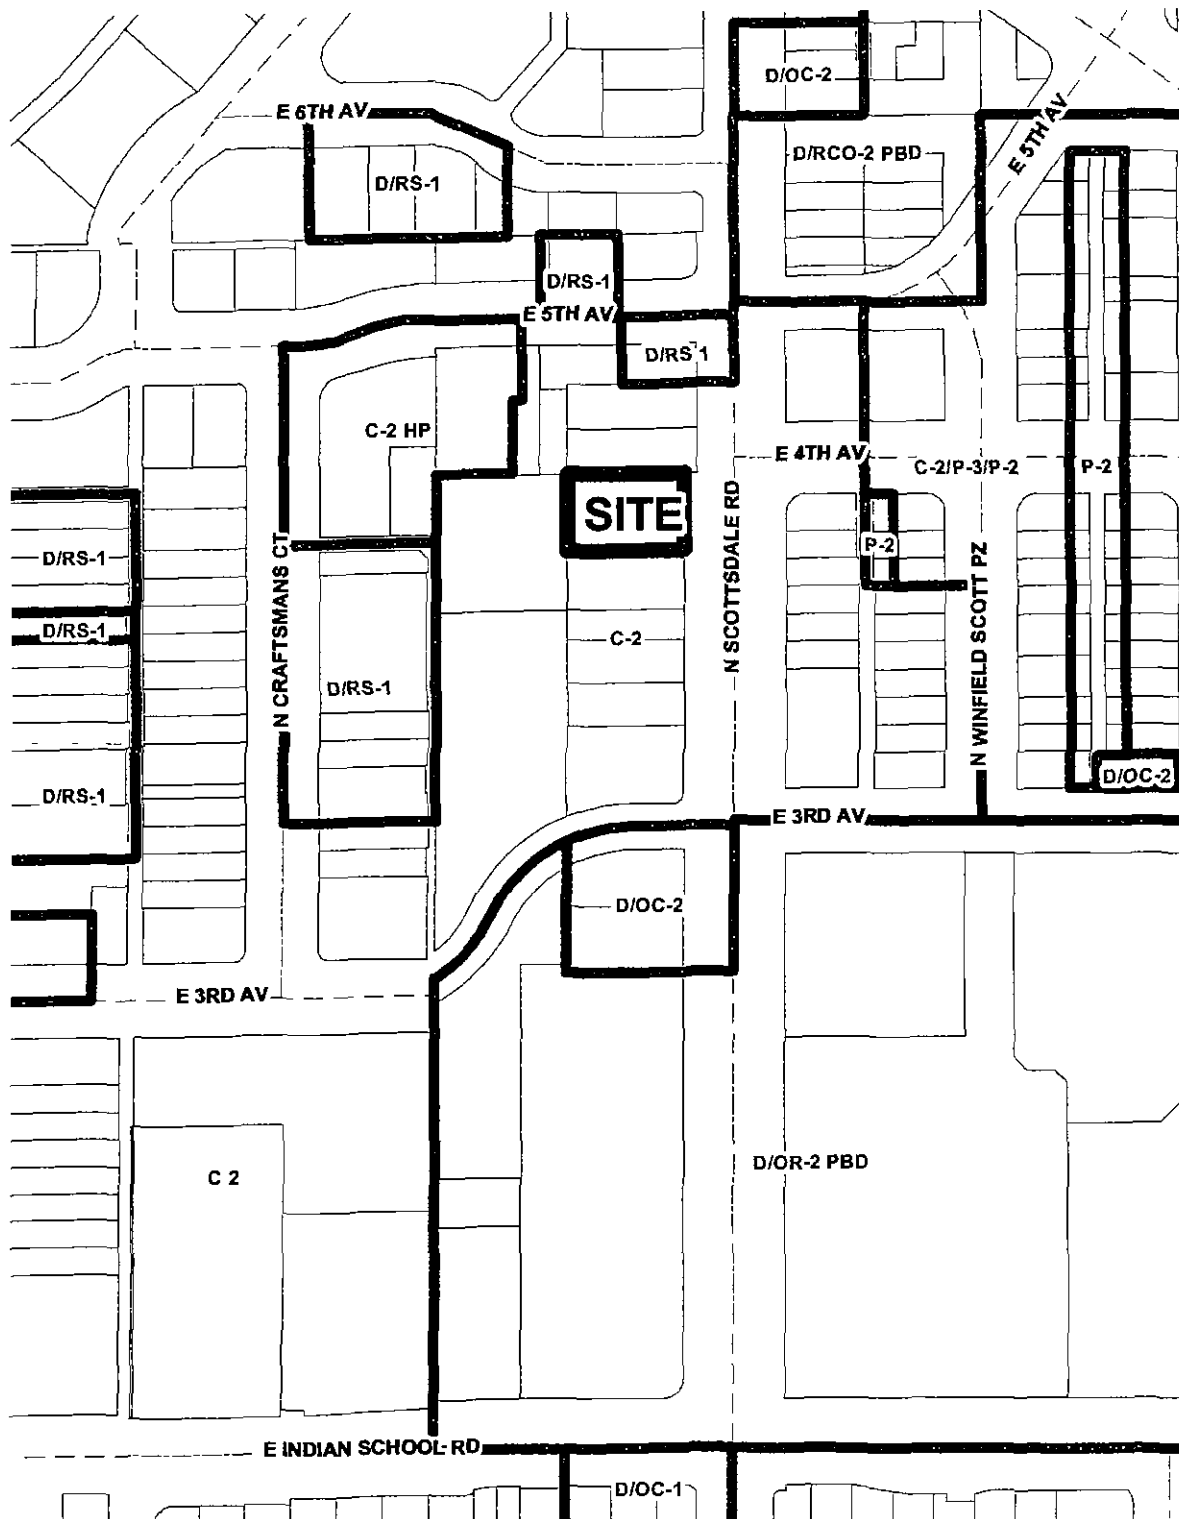 D/OC-2
E 6TH AV
E 5TH AV
D/RCO-2 PBD
D/RS-1
D/RS-1
E 5TH AV
D/RS 1
C-2 HP
E 4TH AV
C-2/P-3/P-2
P-2
SITE
N SCOTTSDALE RD
P-2
D/RS-1
N CRAFTSMANS CT
D/RS-1
C-2
N WINFIELD SCOTT PZ
D/RS-1
D/RS-1
D/OC-2
E 3RD AV
D/OC-2
E 3RD AV
D/OR-2 PBD
C 2
E INDIAN SCHOOL RD
D/OC-1